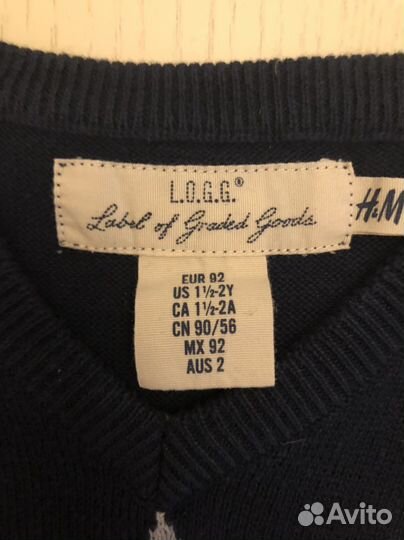 L.O.G.G.®
Label of Graded Goods
H&M
EUR 92
US 1½-2Y
CA 1½-2A
CN 90/56
MX 92
AUS 2
Avito